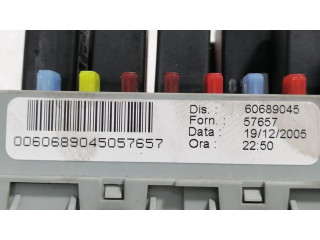 Dis. : 60689045
Forn. : 57657
Data : 19/12/2005
Ora : 22:50
0060689045057657